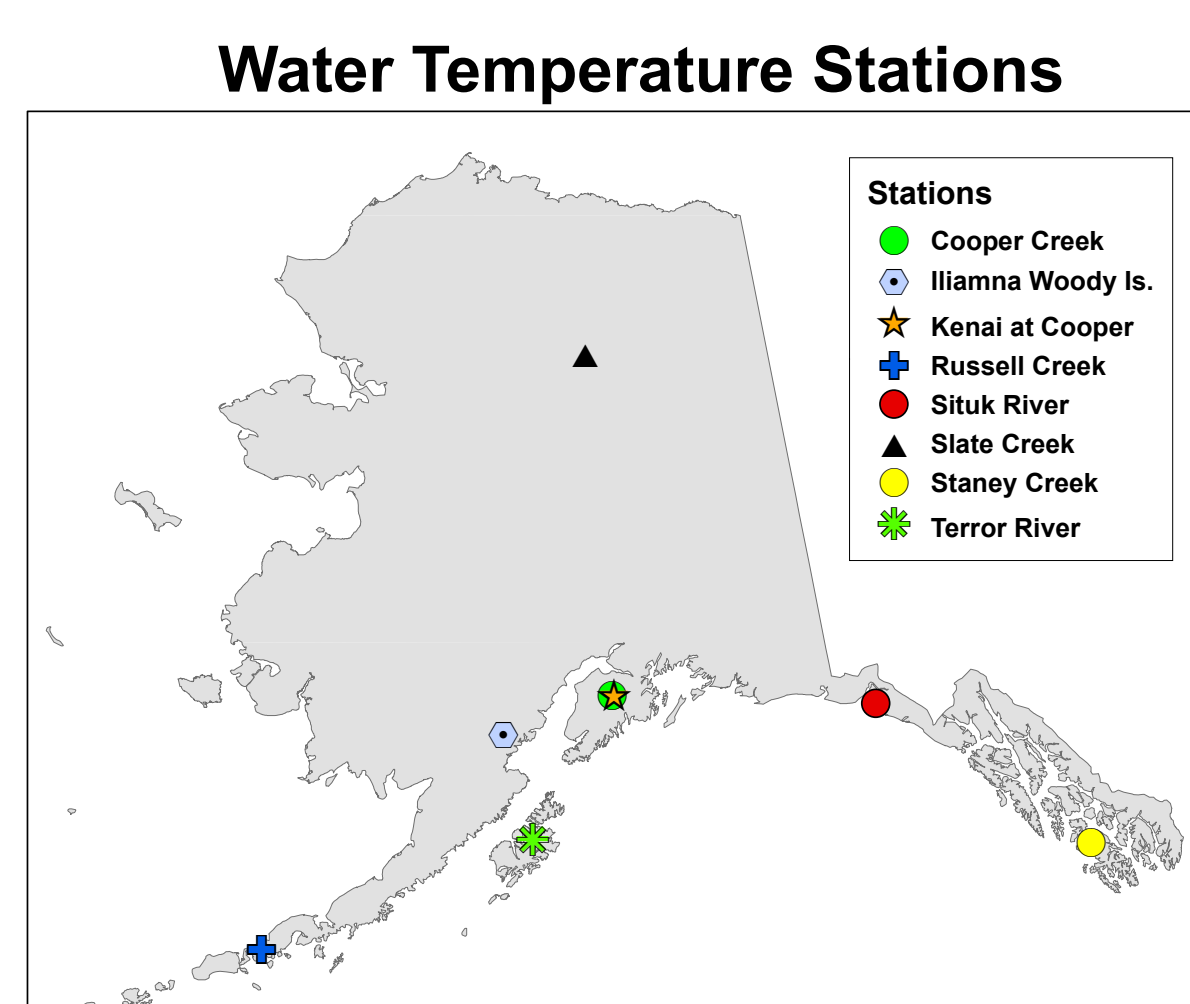 Water Temperature Stations
Stations
Cooper Creek
Iliamna Woody Is.
Kenai at Cooper
Russell Creek
Situk River
Slate Creek
Staney Creek
Terror River